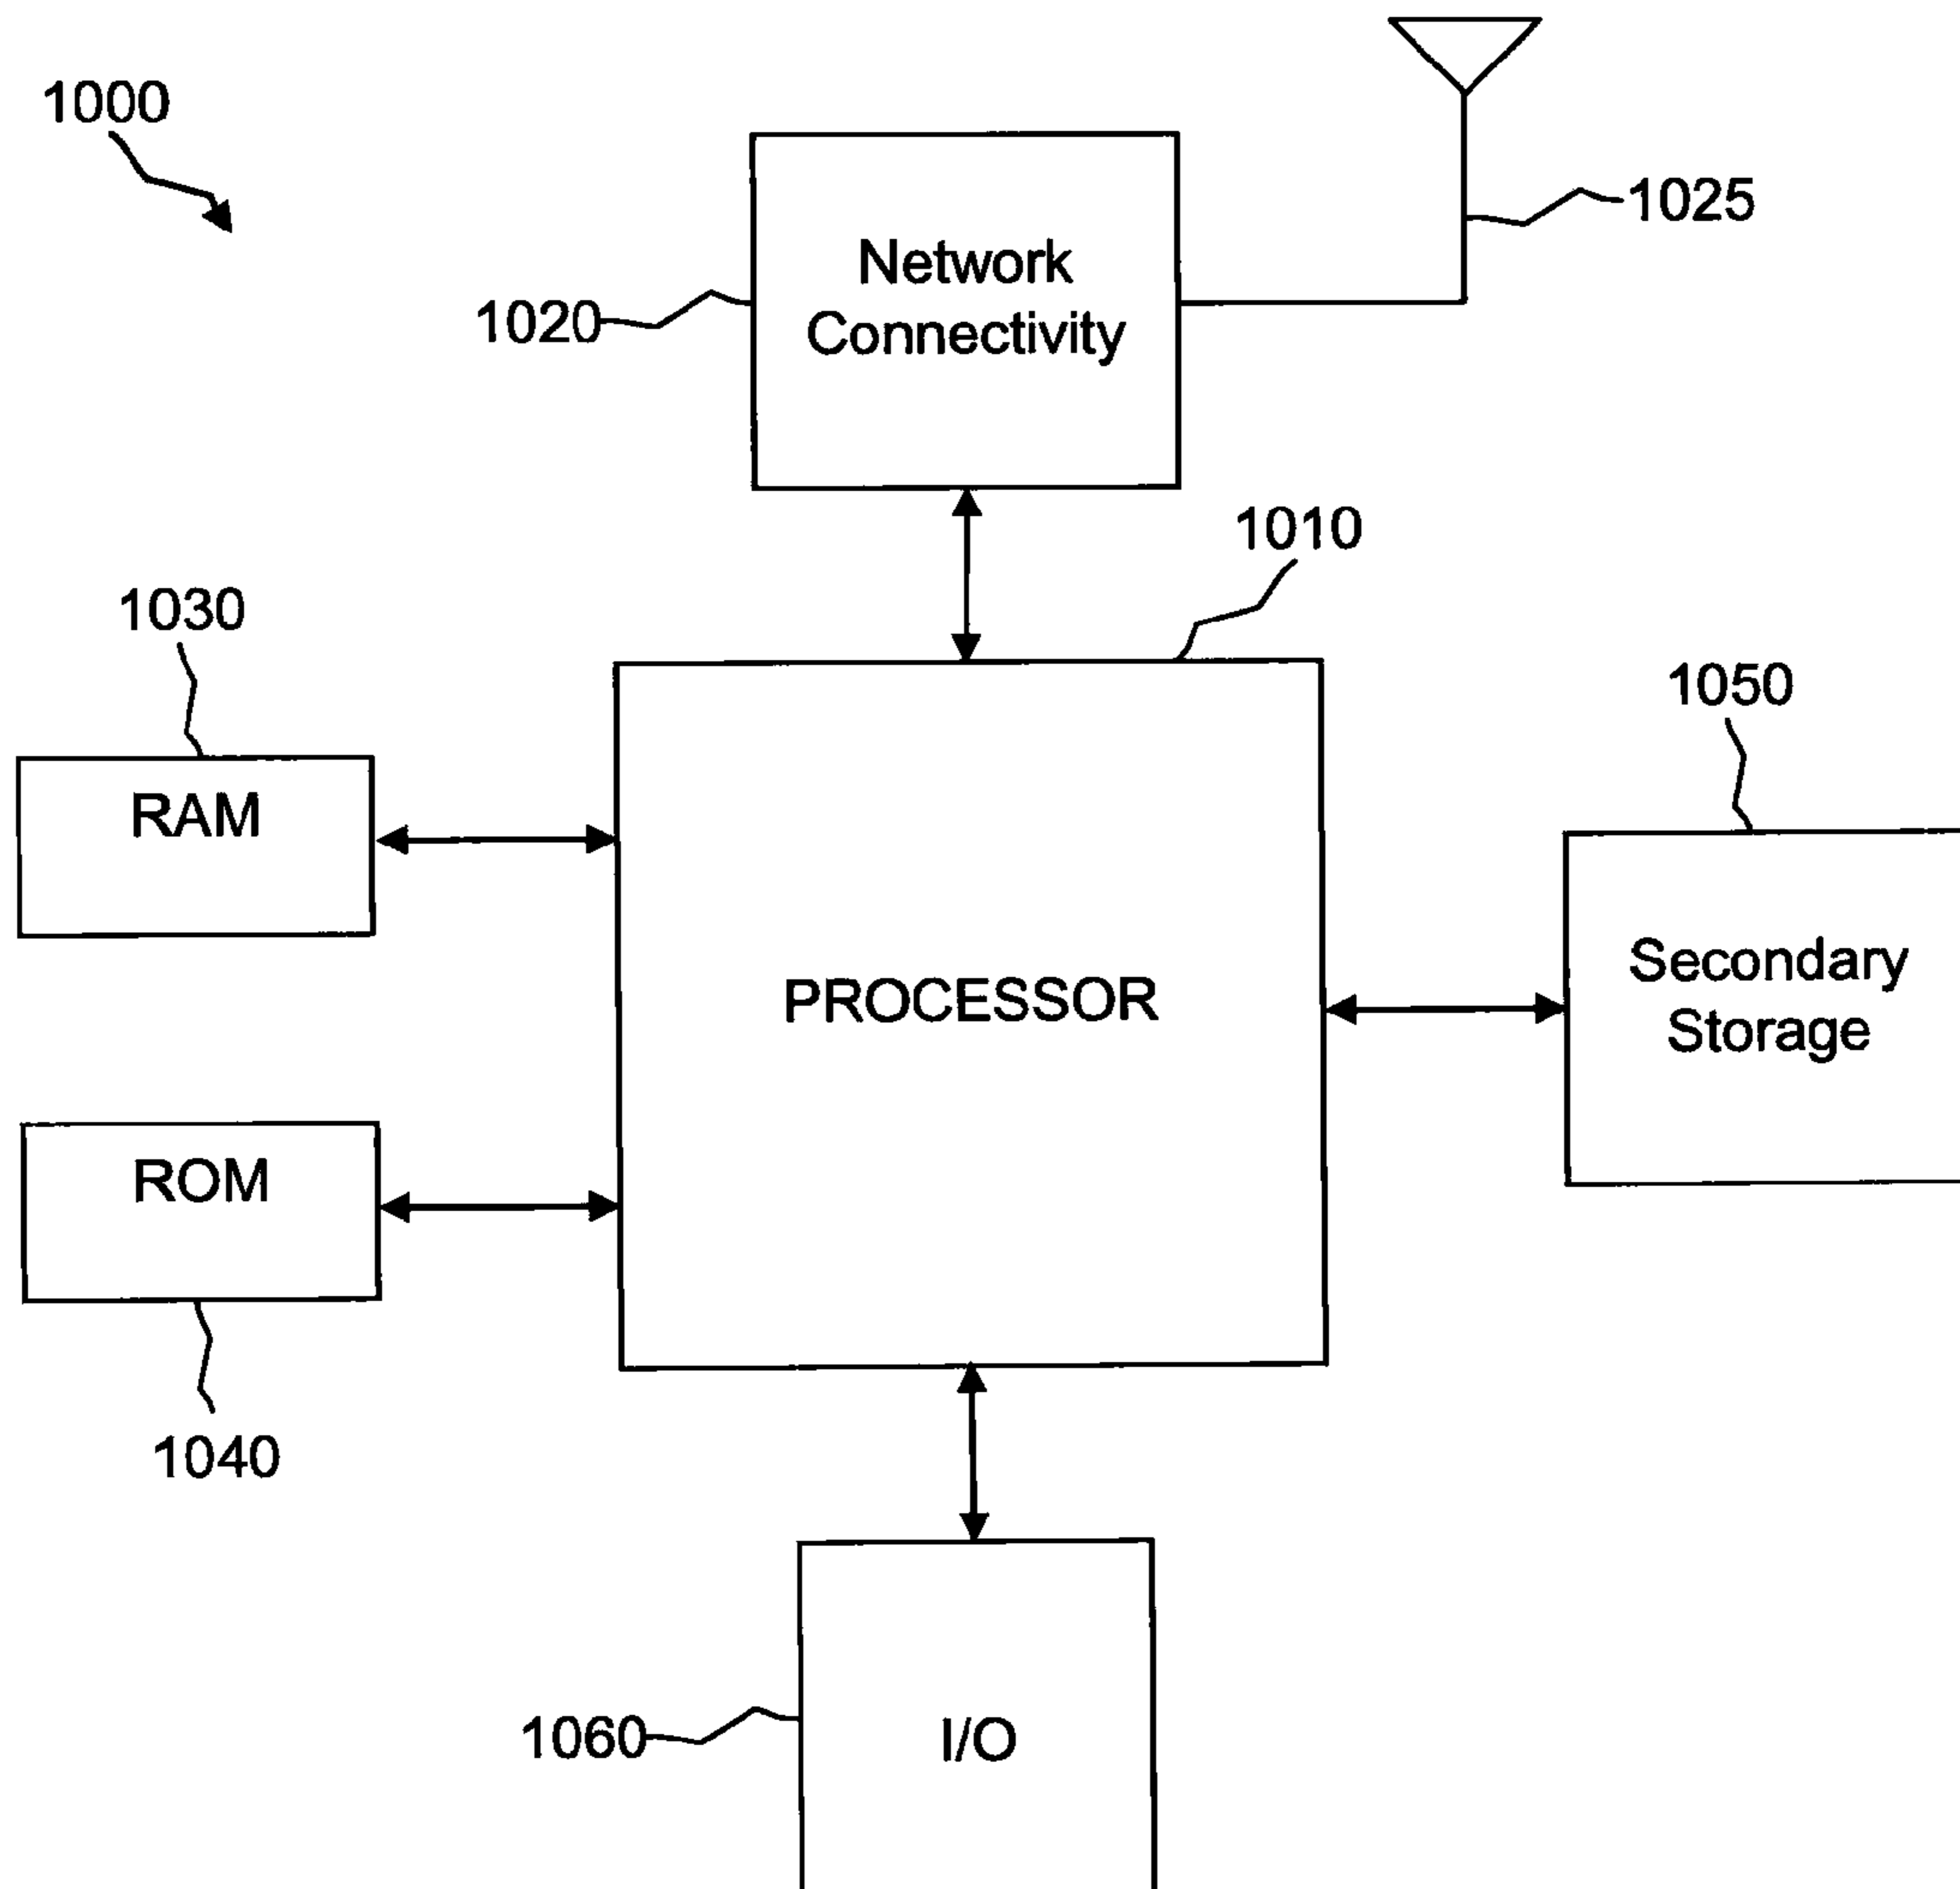 1000
1025
Network
Connectivity
1020
1010
1030
1050
RAM
Secondary
Storage
PROCESSOR
ROM
1040
1060
I/O